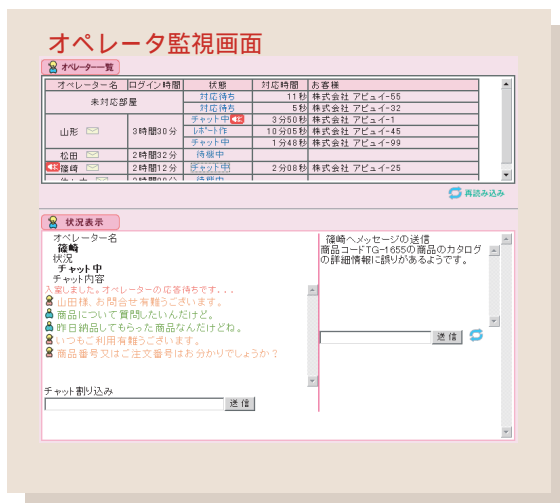 オペレータ監視画面
オペレーター一覧
オペレーター名 ログイン時間 状態 対応時間 お客様
未対応部屋 対応待ち 11秒 株式会社 アピュイ-55
対応待ち 5秒 株式会社 アピュイ-32
山形 3時間30分 チャット中 3分50秒 株式会社 アピュイ-1
レポート作 10分05秒 株式会社 アピュイ-45
チャット中 1分48秒 株式会社 アピュイ-99
松田 2時間32分 待機中
篠崎 2時間12分 チャット中 2分08秒 株式会社 アピュイ-25
待機中
再読み込み
状況表示
オペレーター名
篠崎
状況
チャット中
チャット内容
入室しました。オペレーターの応答待ちです...
山田様、お問合せ有難うございます。
商品について質問したいんだけど。
昨日納品してもらった商品なんだけどね。
いつもご利用有難うございます。
商品番号又はご注文番号はお分かりでしょうか？
チャット割り込み
送信
篠崎へメッセージの送信
商品コードTG-1655の商品のカタログ
の詳細情報に誤りがあるようです。
送信